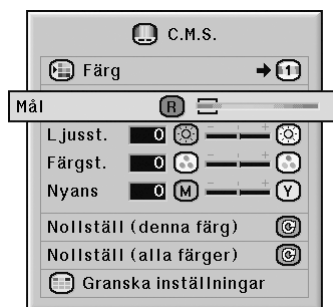 C.M.S.
Färg 1
Mål R
Ljusst. 0 - +
Färgst. 0 - +
Nyans 0 M - + Y
Nollställ (denna färg)
Nollställ (alla färger)
Granska inställningar